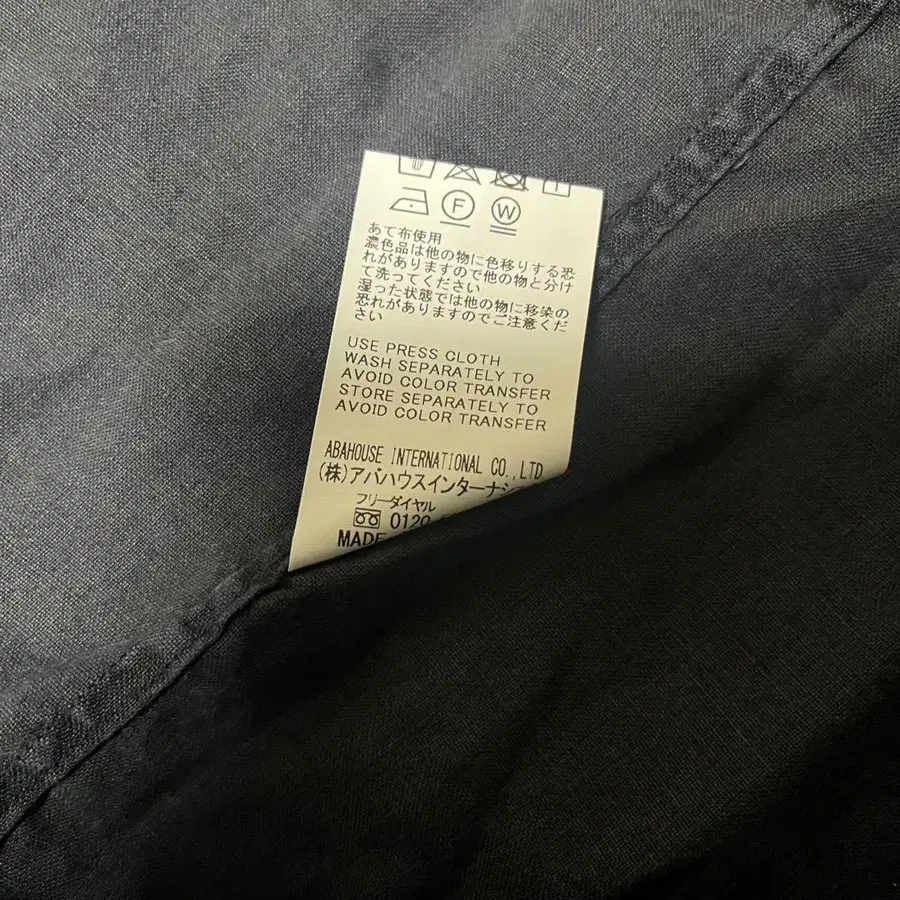 F W
あて布使用
濃色品は他の物に色移りする恐
れがありますので他の物と分け
て洗ってください
湿った状態では他の物に移染の
恐れがありますのでご注意くだ
さい
USE PRESS CLOTH
WASH SEPARATELY TO
AVOID COLOR TRANSFER
STORE SEPARATELY TO
AVOID COLOR TRANSFER
ABAHOUSE INTERNATIONAL CO.,LTD
(株)アバハウスインターナシ
フリーダイヤル
0120
MADE